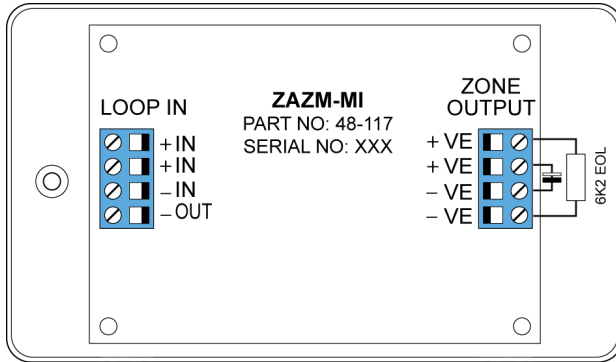 LOOP IN
+ IN
+ IN
– IN
– OUT
ZAZM-MI
PART NO: 48-117
SERIAL NO: XXX
ZONE
OUTPUT
+ VE
+ VE
– VE
– VE
6K2 EOL